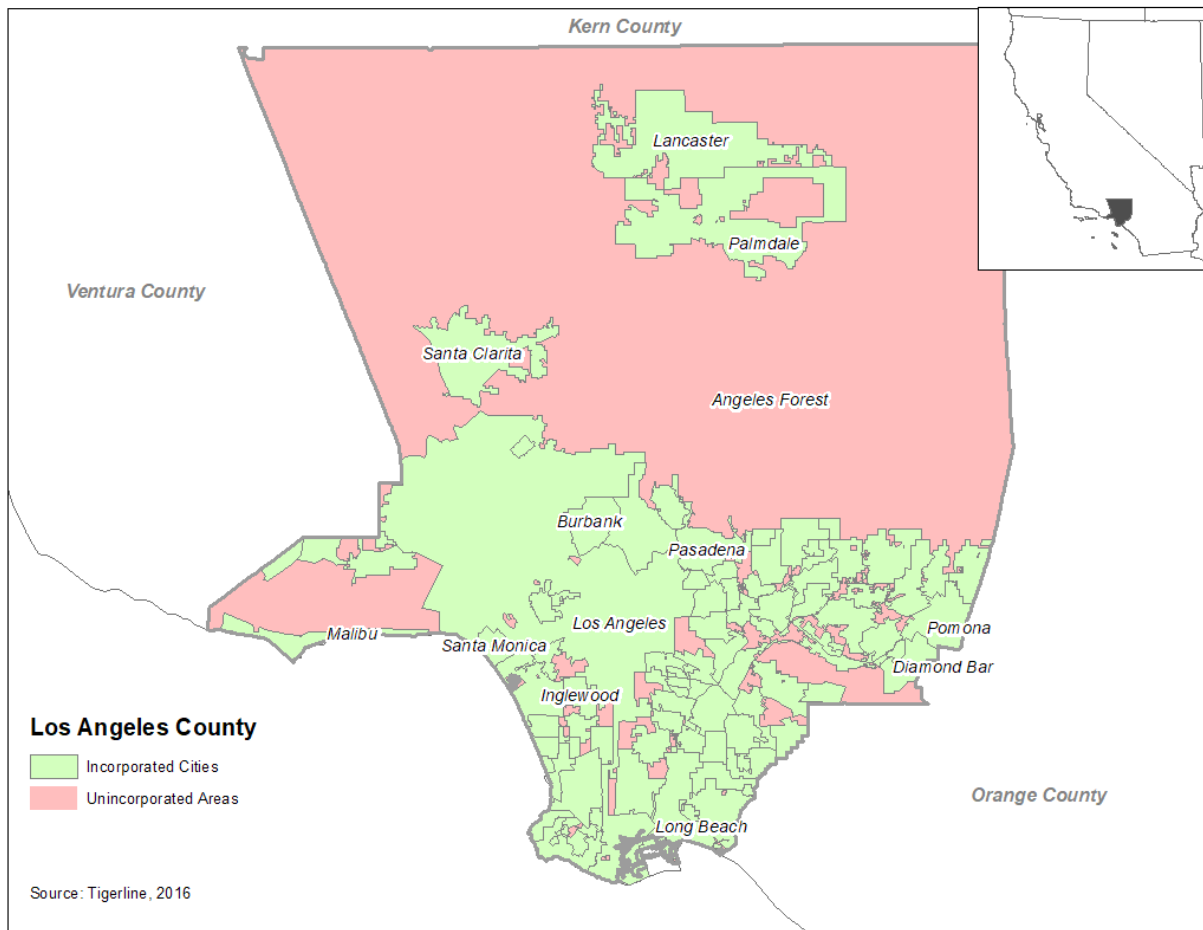 Kern County
Lancaster
Palmdale
Ventura County
Santa Clarita
Angeles Forest
Burbank
Pasadena
Los Angeles
Malibu
Santa Monica
Pomona
Diamond Bar
Inglewood
Los Angeles County
Incorporated Cities
Unincorporated Areas
Orange County
Long Beach
Source: Tigerline, 2016